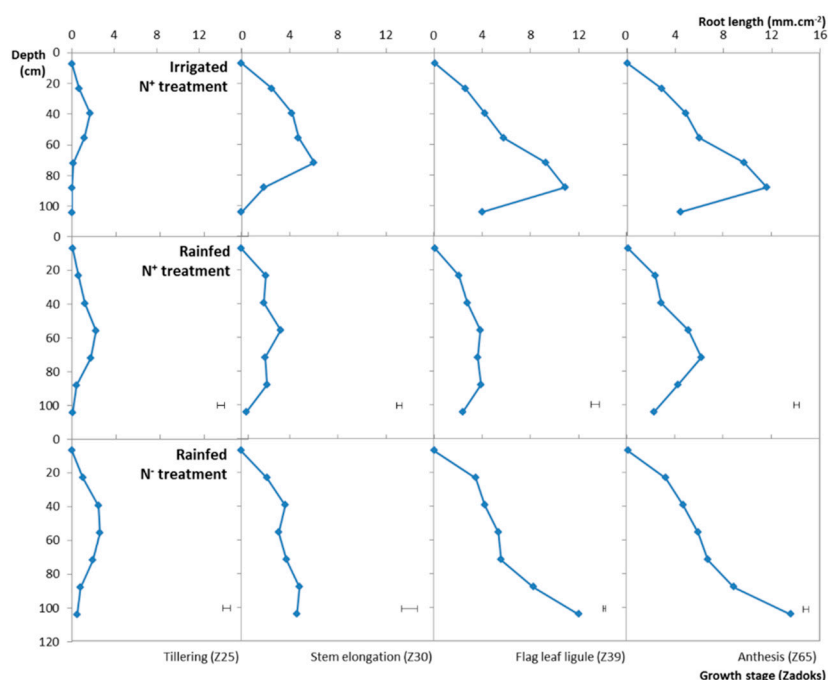 Root length (mm.cm-2)
0 4 8 12 0 4 8 12 0 4 8 12 0 4 8 12 16
Depth
(cm)
0
Irrigated
N+ treatment
20
40
60
80
100
0
Rainfed
N+ treatment
20
40
60
80
100
0
Rainfed
N- treatment
20
40
60
80
100
120
Tillering (Z25) Stem elongation (Z30) Flag leaf ligule (Z39) Anthesis (Z65)
Growth stage (Zadoks)